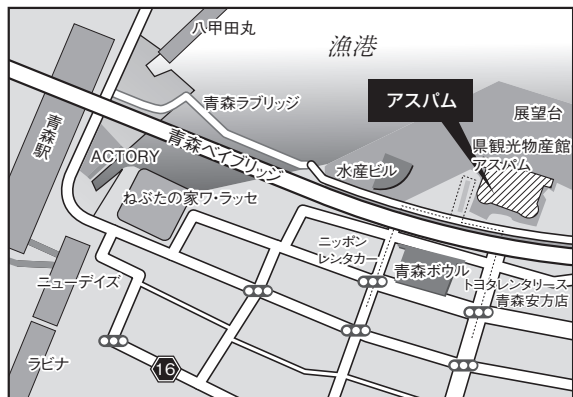 八甲田丸
漁港
青森ラブリッジ
アスパム
展望台
県観光物産館
アスパム
青森駅
ACTORY
青森ベイブリッジ
水産ビル
ねぶたの家ワ・ラッセ
ニッポン
レンタカー
青森ボウル
トヨタレンタリース
青森安方店
ニューデイズ
ラビナ
16